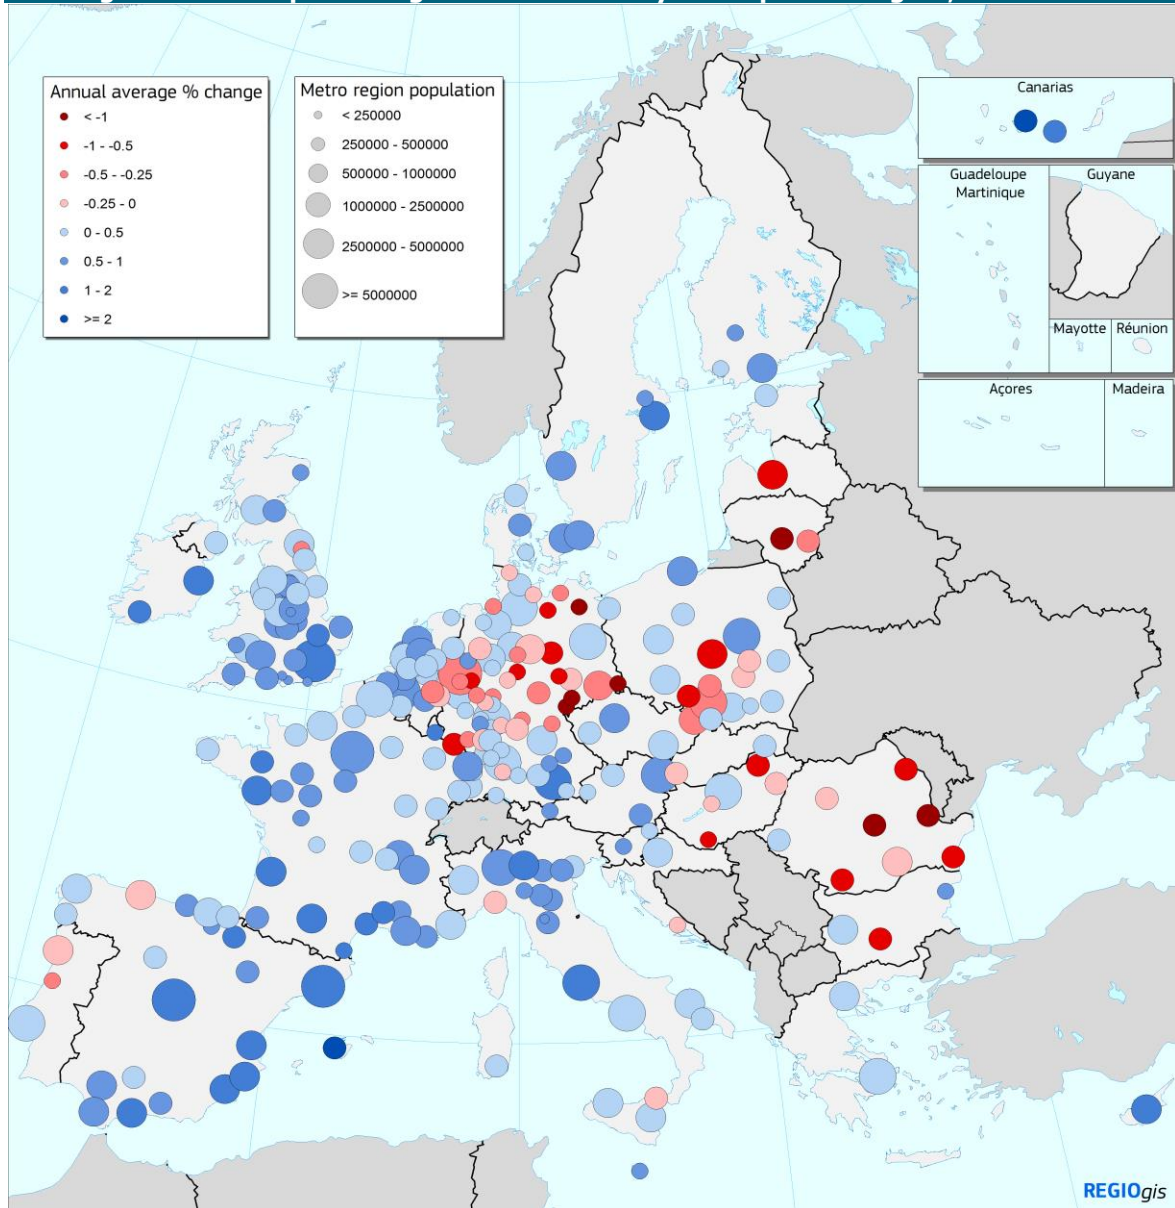 Annual average % change
< -1
-1 - -0.5
-0.5 - -0.25
-0.25 - 0
0 - 0.5
0.5 - 1
1 - 2
>= 2
Metro region population
< 250000
250000 - 500000
500000 - 1000000
1000000 - 2500000
2500000 - 5000000
>= 5000000
Canarias
Guadeloupe
Martinique
Guyane
Mayotte
Réunion
Açores
Madeira
REGIOgis